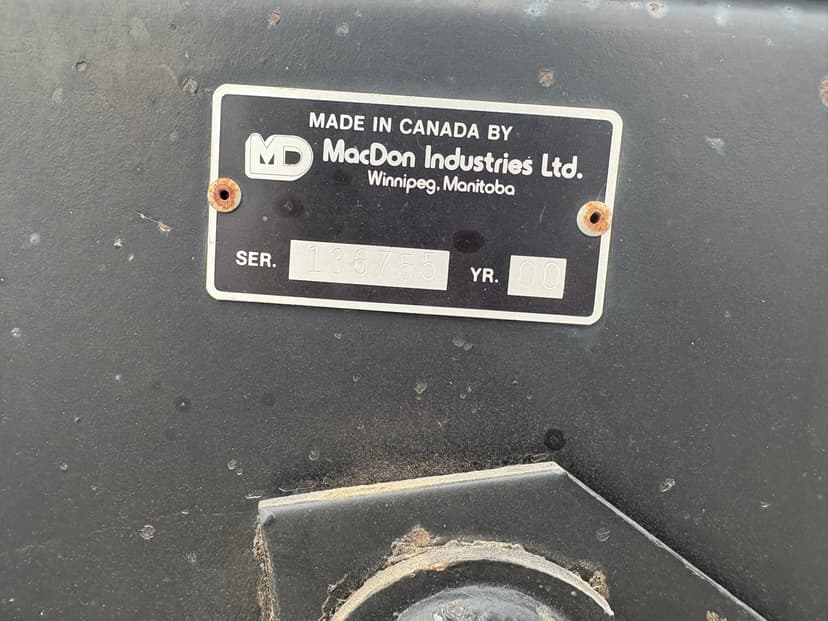 MADE IN CANADA BY
MD MacDon Industries Ltd.
Winnipeg, Manitoba
SER. 136755 YR. 00